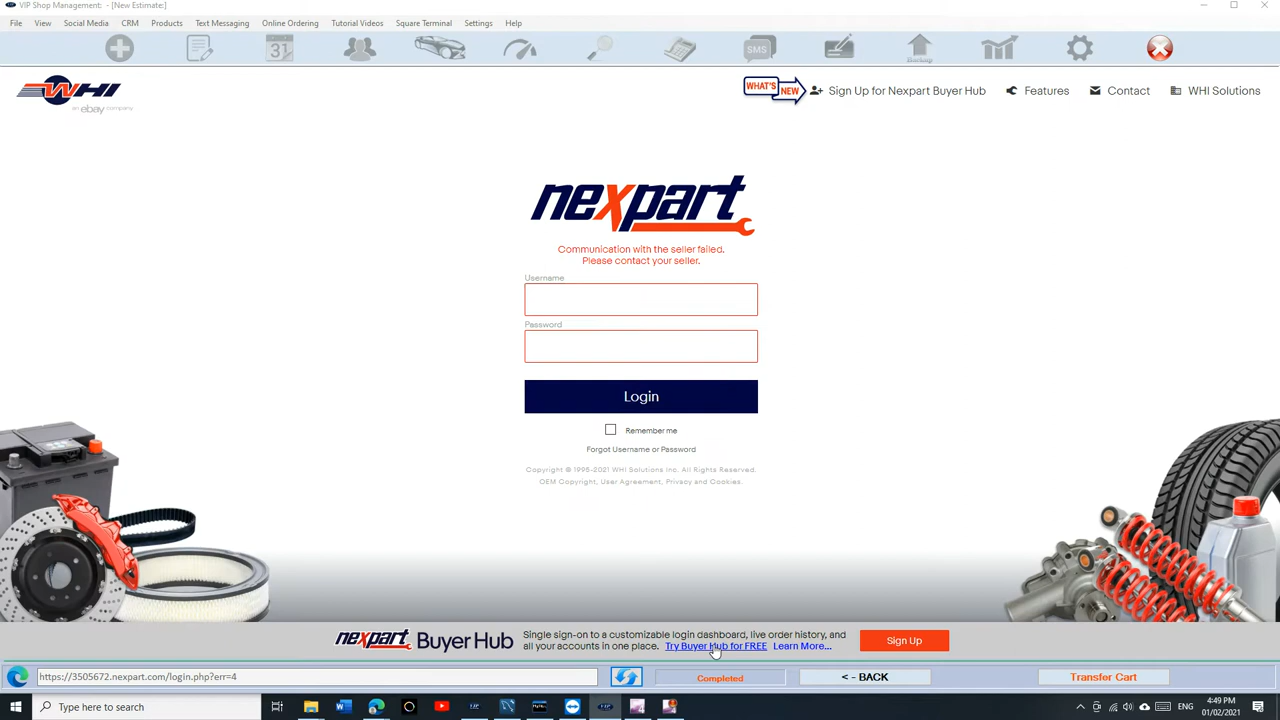 VIP Shop Management: - [New Estimate:]
File View Social Media CRM Products Text Messaging Online Ordering Tutorial Videos Square Terminal Settings Help
31 SMS Backup
WHI
an ebay company
WHAT'S NEW Sign Up for Nexpart Buyer Hub Features Contact WHI Solutions
nexpart
Communication with the seller failed.
Please contact your seller.
Username
Password
Login
Remember me
Forgot Username or Password
Copyright © 1995-2021 WHI Solutions Inc. All Rights Reserved.
OEM Copyright, User Agreement, Privacy and Cookies.
nexpart Buyer Hub Single sign-on to a customizable login dashboard, live order history, and
all your accounts in one place. Try Buyer Hub for FREE Learn More... Sign Up
https://3505672.nexpart.com/login.php?err=4 Completed < - BACK Transfer Cart
Type here to search ENG 4:49 PM
01/02/2021